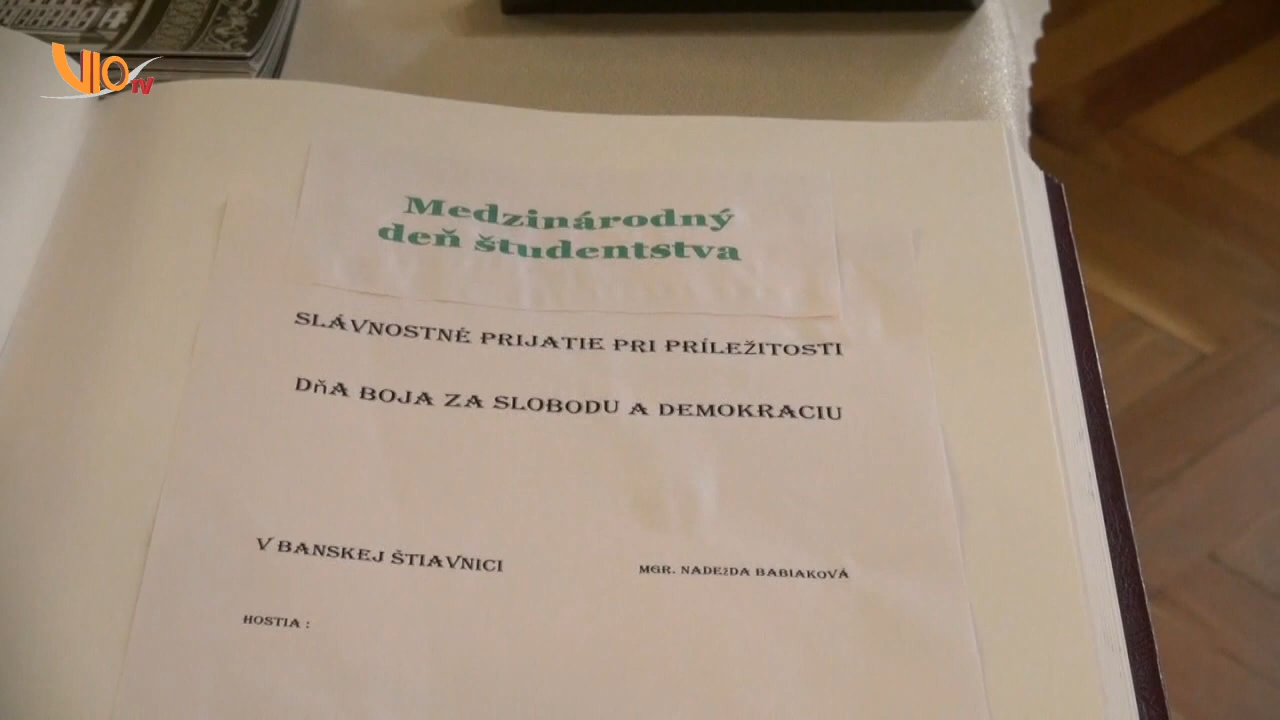 VIO TV
Medzinárodný
deň študentstva
SLÁVNOSTNÉ PRIJATIE PRI PRÍLEŽITOSTI
DňA BOJA ZA SLOBODU A DEMOKRACIU
V BANSKEJ ŠTIAVNICI
MGR. NADEžDA BABIAKOVÁ
HOSTIA :